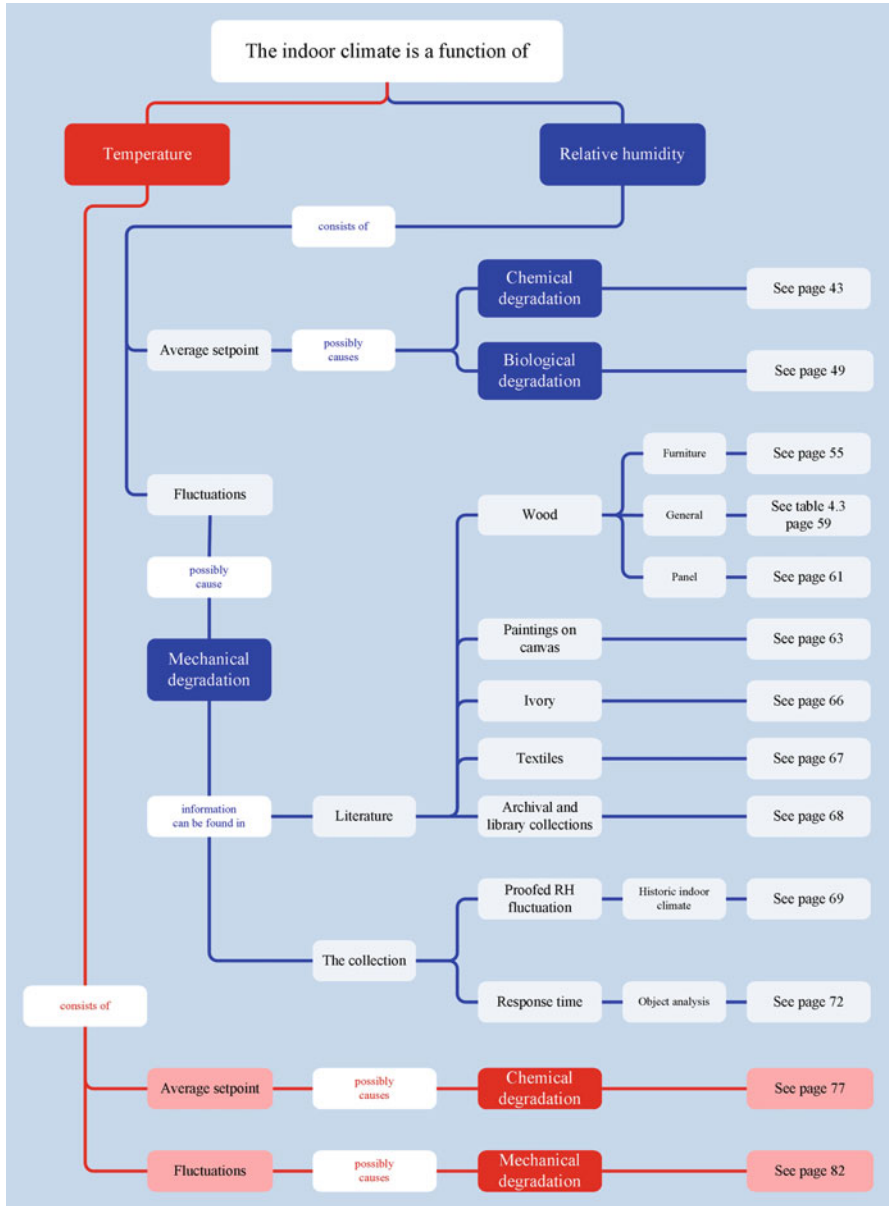 The indoor climate is a function of
Temperature
Relative humidity
consists of
Chemical
degradation
See page 43
Average setpoint
possibly
causes
Biological
degradation
See page 49
Furniture
See page 55
Fluctuations
Wood
General
See table 4.3
page 59
possibly
cause
Panel
See page 61
Mechanical
degradation
Paintings on
canvas
See page 63
Ivory
See page 66
Textiles
See page 67
information
can be found in
Literature
Archival and
library collections
See page 68
Proofed RH
fluctuation
Historic indoor
climate
See page 69
The collection
Response time
Object analysis
See page 72
consists of
Average setpoint
possibly
causes
Chemical
degradation
See page 77
Fluctuations
possibly
causes
Mechanical
degradation
See page 82